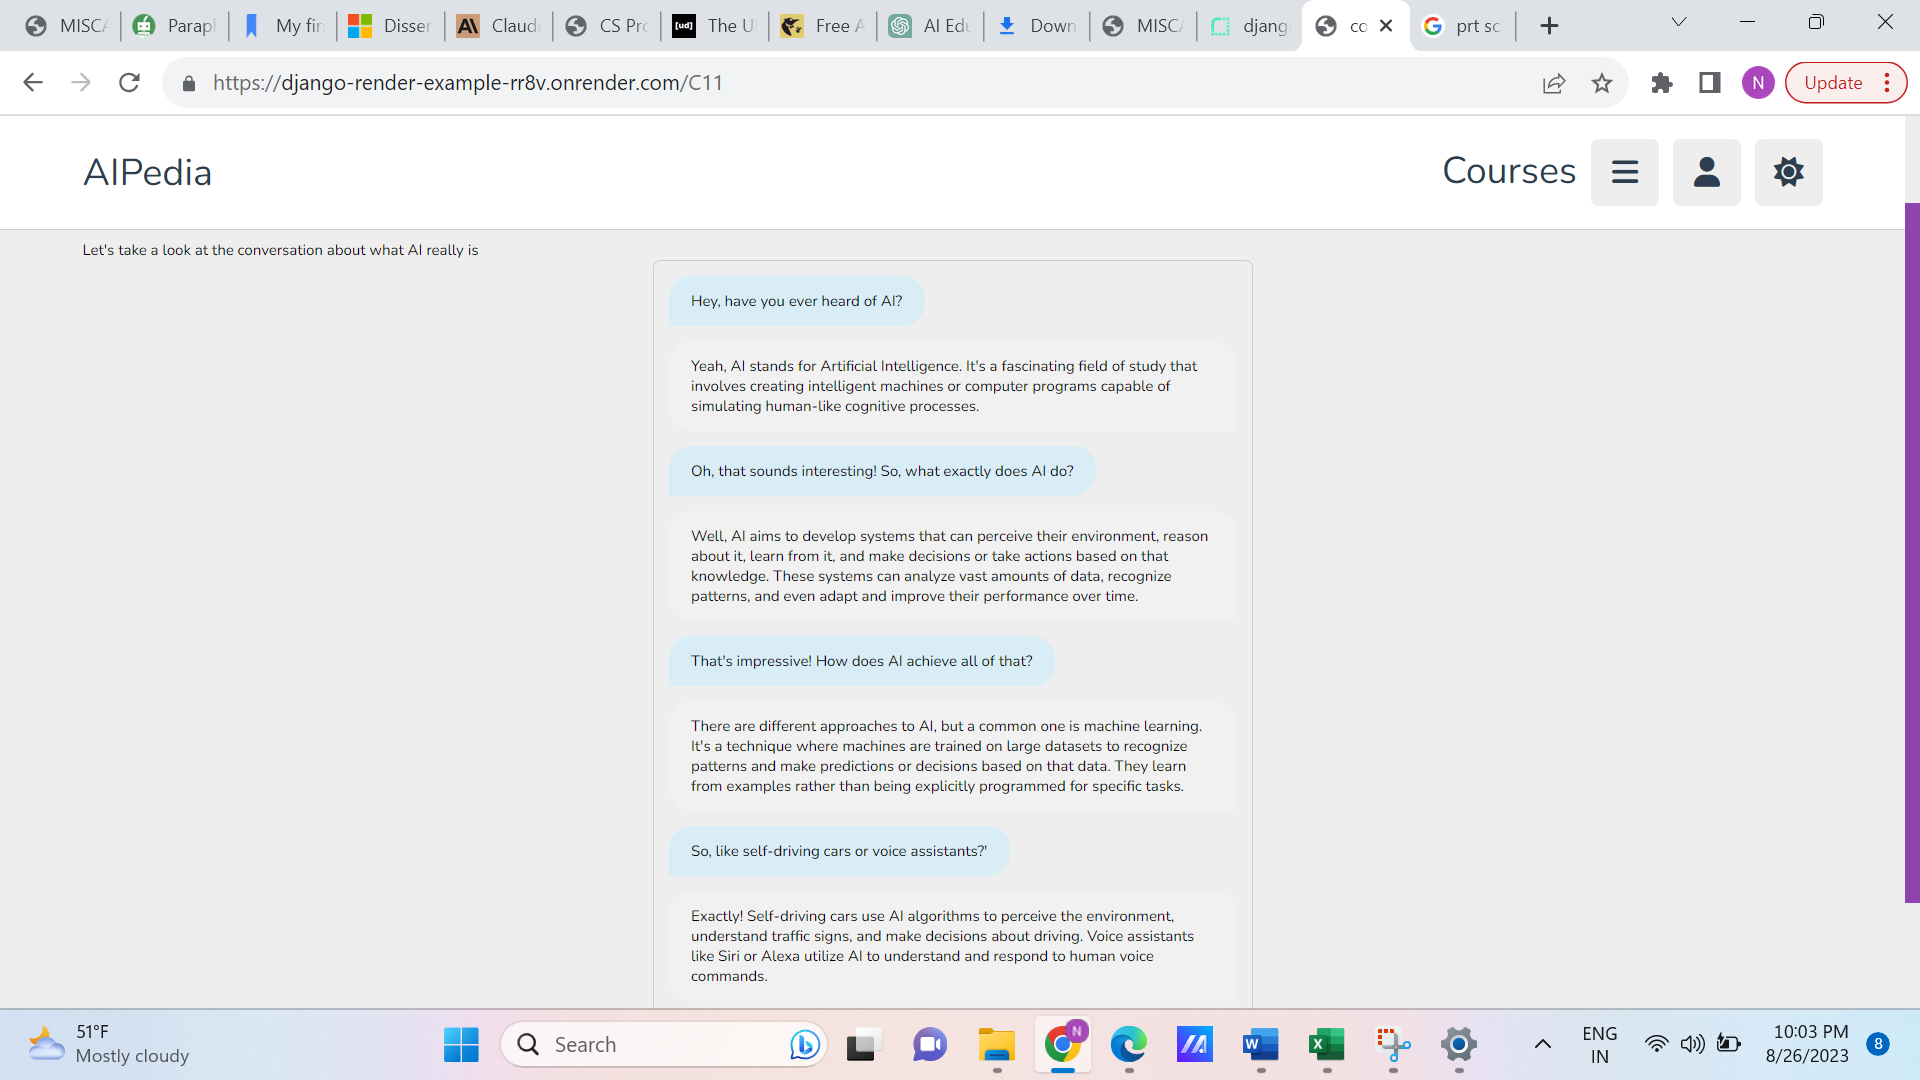 MISCA Parapl My fir Disser Claud CS Pro The U Free A AI Edu Down MISCA djang co prt sc
https://django-render-example-rr8v.onrender.com/C11 N Update
AIPedia Courses
Let's take a look at the conversation about what AI really is
Hey, have you ever heard of AI?
Yeah, AI stands for Artificial Intelligence. It's a fascinating field of study that
involves creating intelligent machines or computer programs capable of
simulating human-like cognitive processes.
Oh, that sounds interesting! So, what exactly does AI do?
Well, AI aims to develop systems that can perceive their environment, reason
about it, learn from it, and make decisions or take actions based on that
knowledge. These systems can analyze vast amounts of data, recognize
patterns, and even adapt and improve their performance over time.
That's impressive! How does AI achieve all of that?
There are different approaches to AI, but a common one is machine learning.
It's a technique where machines are trained on large datasets to recognize
patterns and make predictions or decisions based on that data. They learn
from examples rather than being explicitly programmed for specific tasks.
So, like self-driving cars or voice assistants?'
Exactly! Self-driving cars use AI algorithms to perceive the environment,
understand traffic signs, and make decisions about driving. Voice assistants
like Siri or Alexa utilize AI to understand and respond to human voice
commands.
51°F
Mostly cloudy
Search
ENG
IN
10:03 PM
8/26/2023
8